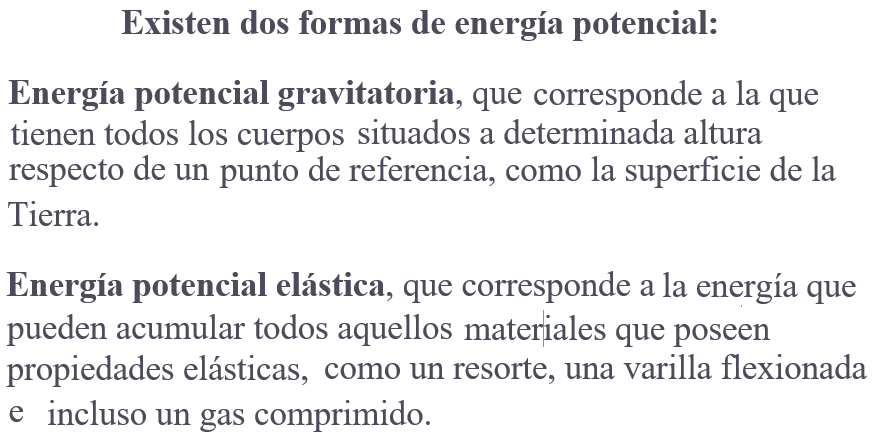 Existen dos formas de energía potencial:
Energía potencial gravitatoria, que corresponde a la que
tienen todos los cuerpos situados a determinada altura
respecto de un punto de referencia, como la superficie de la
Tierra.
Energía potencial elástica, que corresponde a la energía que
pueden acumular todos aquellos materiales que poseen
propiedades elásticas, como un resorte, una varilla flexionada
e incluso un gas comprimido.